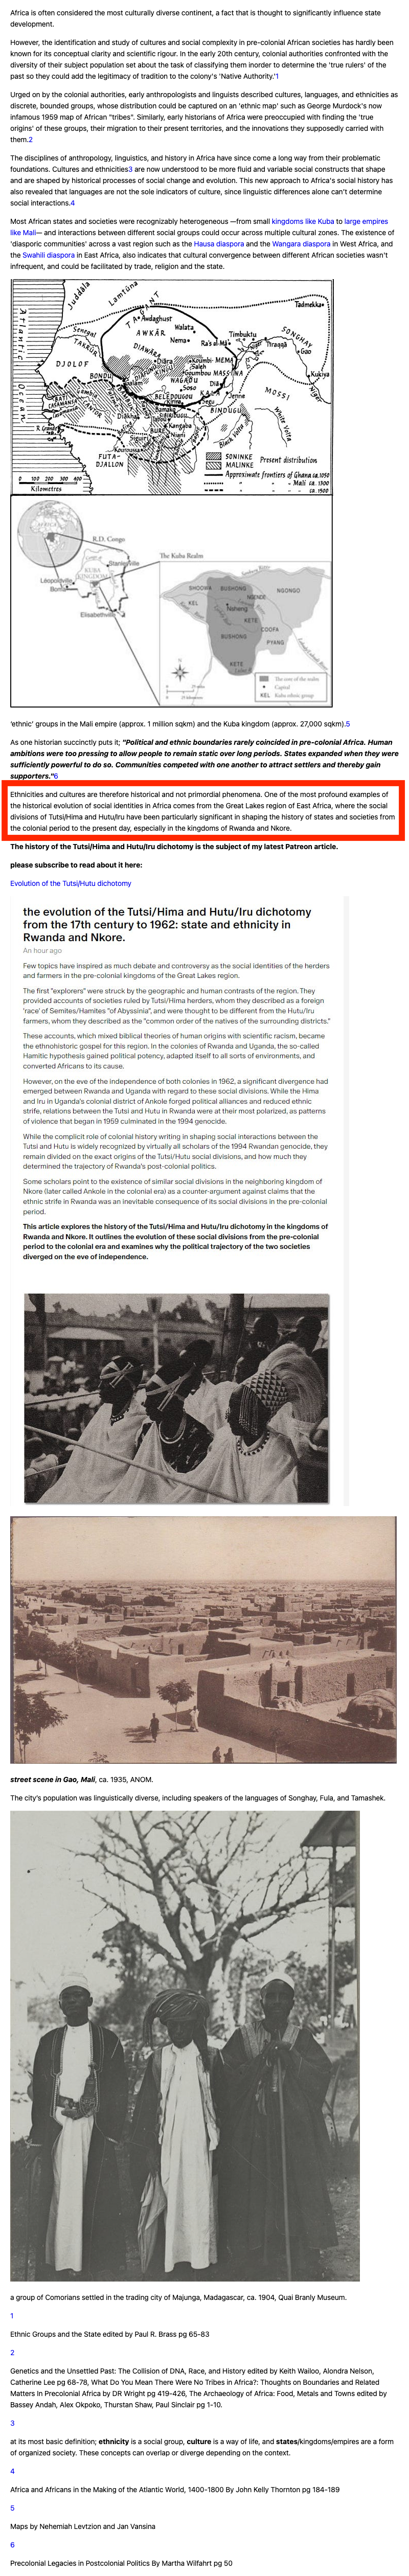 Africa is often considered the most culturally diverse continent, a fact that is thought to significantly influence state
development.
However, the identification and study of cultures and social complexity in pre-colonial African societies has hardly been
known for its conceptual clarity and scientific rigour. In the early 20th century, colonial authorities confronted with the
diversity of their subject population set about the task of classifying them inorder to determine the 'true rulers' of the
past so they could add the legitimacy of tradition to the colony's 'Native Authority.'1
Urged on by the colonial authorities, early anthropologists and linguists described cultures, languages, and ethnicities as
discrete, bounded groups, whose distribution could be captured on an 'ethnic map' such as George Murdock's now
infamous 1959 map of African "tribes". Similarly, early historians of Africa were preoccupied with finding the 'true
origins' of these groups, their migration to their present territories, and the innovations they supposedly carried with
them.2
The disciplines of anthropology, linguistics, and history in Africa have since come a long way from their problematic
foundations. Cultures and ethnicities3 are now understood to be more fluid and variable social constructs that shape
and are shaped by historical processes of social change and evolution. This new approach to Africa's social history has
also revealed that languages are not the sole indicators of culture, since linguistic differences alone can't determine
social interactions.4
Most African states and societies were recognizably heterogeneous —from small kingdoms like Kuba to large empires
like Mali— and interactions between different social groups could occur across multiple cultural zones. The existence of
'diasporic communities' across a vast region such as the Hausa diaspora and the Wangara diaspora in West Africa, and
the Swahili diaspora in East Africa, also indicates that cultural convergence between different African societies wasn't
infrequent, and could be facilitated by trade, religion and the state.
Atlantic Ocean
Juddala
Lamtūna
TAGANT
Awdaghust
Tadmekka
AWKĀR
Walata
Senegal
TAKRUR
Nema
Ra's al-Mā'
Timbuktu
Tiraqqā
SONGHAY
Gao
DJOLOF
DIAWARA
Kukiya
BONDU
MASSINA
Niger
MOSSI
BELEDOUGOU
Soso
Segu
Jenne
BINDUGU
White Volta
Black Volta
Kangaba
Niani
R. Grande
FUTA-
DJALLON
Kouroussa
SONINKE
MALINKE
Present distribution
Approximate frontiers of Ghana ca. 1050
" " " Mali ca. 1300
" " " " ca. 1500
0 100 200 300 400
Kilometres
AFRICA
R.D. Congo
Stanleyville
KUBA
KINGDOM
Léopoldville
Boma
Elisabethville
The Kuba Realm
SHOOWA
BUSHONG
NGENDE
NGONGO
KEL
Nsheng
KETE
COOFA
BUSHONG
PYANG
KETE
Lake
Area of the realm
Capital
KEL Kuba ethnic group
'ethnic' groups in the Mali empire (approx. 1 million sqkm) and the Kuba kingdom (approx. 27,000 sqkm).5
As one historian succinctly puts it; "Political and ethnic boundaries rarely coincided in pre-colonial Africa. Human
ambitions were too pressing to allow people to remain static over long periods. States expanded when they were
sufficiently powerful to do so. Communities competed with one another to attract settlers and thereby gain
supporters."6
Ethnicities and cultures are therefore historical and not primordial phenomena. One of the most profound examples of
the historical evolution of social identities in Africa comes from the Great Lakes region of East Africa, where the social
divisions of Tutsi/Hima and Hutu/Iru have been particularly significant in shaping the history of states and societies from
the colonial period to the present day, especially in the kingdoms of Rwanda and Nkore.
The history of the Tutsi/Hima and Hutu/Iru dichotomy is the subject of my latest Patreon article.
please subscribe to read about it here:
Evolution of the Tutsi/Hutu dichotomy
the evolution of the Tutsi/Hima and Hutu/Iru dichotomy
from the 17th century to 1962: state and ethnicity in
Rwanda and Nkore.
An hour ago
Few topics have inspired as much debate and controversy as the social identities of the herders
and farmers in the pre-colonial kingdoms of the Great Lakes region.
The first "explorers" were struck by the geographic and human contrasts of the region. They
provided accounts of societies ruled by Tutsi/Hima herders, whom they described as a foreign
'race' of Semites/Hamites "of Abyssinia", and were thought to be different from the Hutu/Iru
farmers, whom they described as the "common order of the natives of the surrounding districts."
These accounts, which mixed biblical theories of human origins with scientific racism, became
the ethnohistoric gospel for this region. In the colonies of Rwanda and Uganda, the so-called
Hamitic hypothesis gained political potency, adapted itself to all sorts of environments, and
converted Africans to its cause.
However, on the eve of the independence of both colonies in 1962, a significant divergence had
emerged between Rwanda and Uganda with regard to these social divisions. While the Hima
and Iru in Uganda's colonial district of Ankole forged political alliances and reduced ethnic
strife, relations between the Tutsi and Hutu in Rwanda were at their most polarized, as patterns
of violence that began in 1959 culminated in the 1994 genocide.
While the complicit role of colonial history writing in shaping social interactions between the
Tutsi and Hutu is widely recognized by virtually all scholars of the 1994 Rwandan genocide, they
remain divided on the exact origins of the Tutsi/Hutu social divisions, and how much they
determined the trajectory of Rwanda's post-colonial politics.
Some scholars point to the existence of similar social divisions in the neighboring kingdom of
Nkore (later called Ankole in the colonial era) as a counter-argument against claims that the
ethnic strife in Rwanda was an inevitable consequence of its social divisions in the pre-colonial
period.
This article explores the history of the Tutsi/Hima and Hutu/Iru dichotomy in the kingdoms of
Rwanda and Nkore. It outlines the evolution of these social divisions from the pre-colonial
period to the colonial era and examines why the political trajectory of the two societies
diverged on the eve of independence.
street scene in Gao, Mali, ca. 1935, ANOM.
The city's population was linguistically diverse, including speakers of the languages of Songhay, Fula, and Tamashek.
a group of Comorians settled in the trading city of Majunga, Madagascar, ca. 1904, Quai Branly Museum.
1
Ethnic Groups and the State edited by Paul R. Brass pg 65-83
2
Genetics and the Unsettled Past: The Collision of DNA, Race, and History edited by Keith Wailoo, Alondra Nelson,
Catherine Lee pg 68-78, What Do You Mean There Were No Tribes in Africa?: Thoughts on Boundaries and Related
Matters in Precolonial Africa by DR Wright pg 419-426, The Archaeology of Africa: Food, Metals and Towns edited by
Bassey Andah, Alex Okpoko, Thurstan Shaw, Paul Sinclair pg 1-10.
3
at its most basic definition; ethnicity is a social group, culture is a way of life, and states/kingdoms/empires are a form
of organized society. These concepts can overlap or diverge depending on the context.
4
Africa and Africans in the Making of the Atlantic World, 1400-1800 By John Kelly Thornton pg 184-189
5
Maps by Nehemiah Levtzion and Jan Vansina
6
Precolonial Legacies in Postcolonial Politics By Martha Wilfahrt pg 50